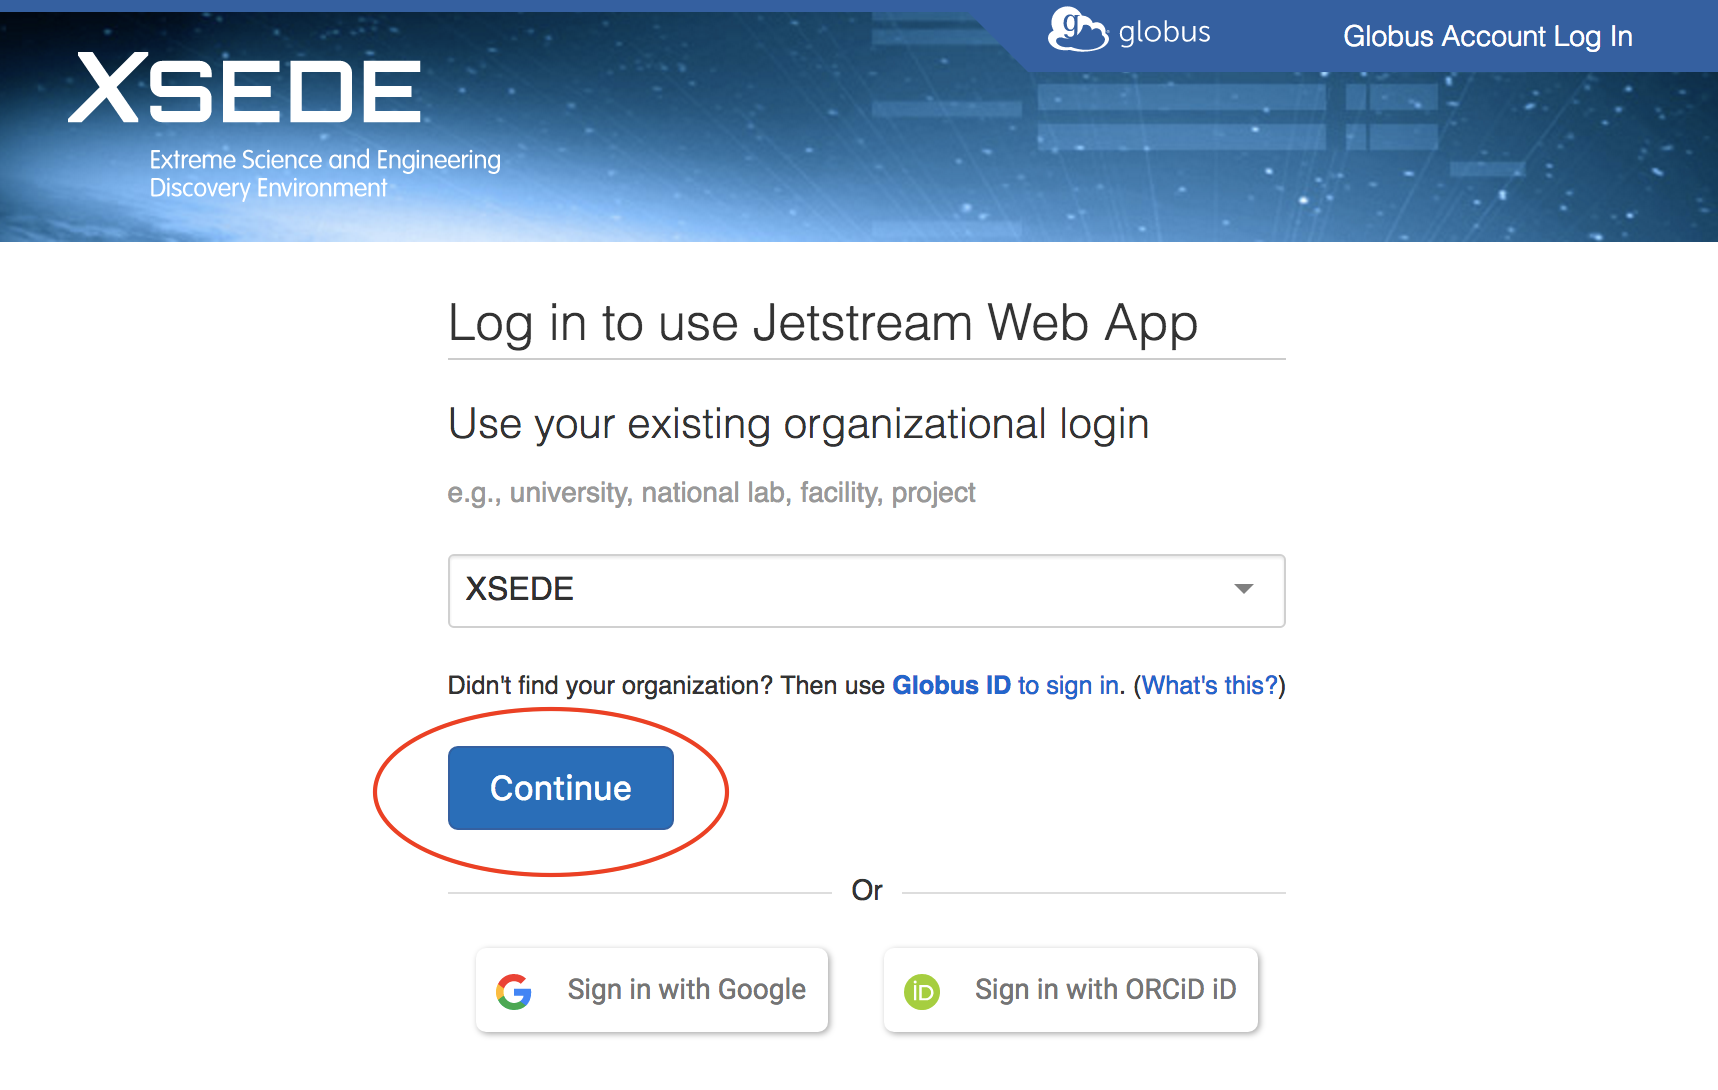 XSEDE
Extreme Science and Engineering
Discovery Environment
g globus
Globus Account Log In
Log in to use Jetstream Web App
Use your existing organizational login
e.g., university, national lab, facility, project
XSEDE
Didn't find your organization? Then use Globus ID to sign in. (What's this?)
Continue
Or
G Sign in with Google
iD Sign in with ORCiD iD